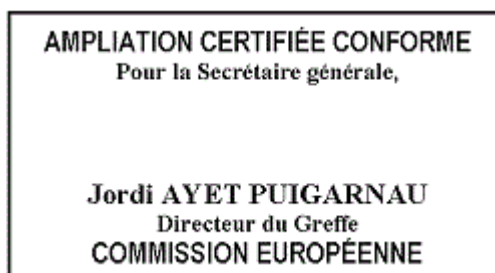 AMPLIATION CERTIFIÉE CONFORME
Pour la Secrétaire générale,
Jordi AYET PUIGARNAU
Directeur du Greffe
COMMISSION EUROPÉENNE